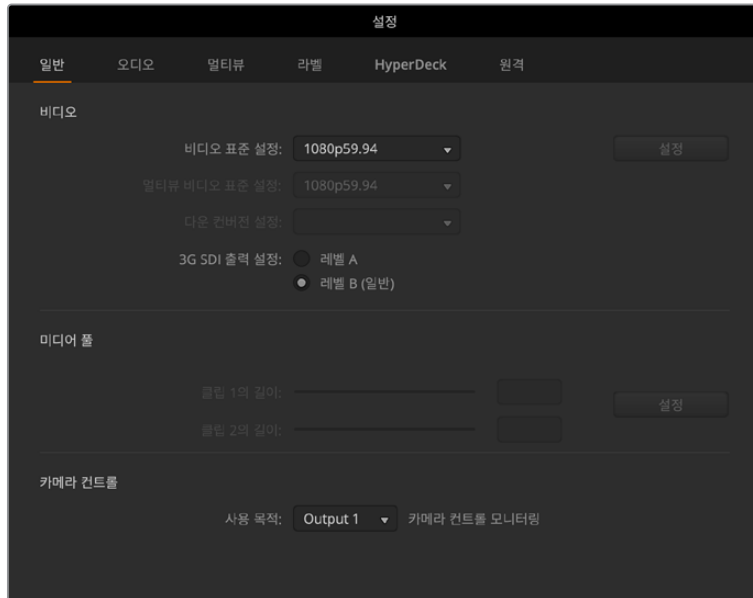 설정
일반 오디오 멀티뷰 라벨 HyperDeck 원격
비디오
비디오 표준 설정: 1080p59.94 설정
멀티뷰 비디오 표준 설정: 1080p59.94
다운 컨버전 설정:
3G SDI 출력 설정: 레벨 A
레벨 B (일반)
미디어 풀
클립 1의 길이:
설정
클립 2의 길이:
카메라 컨트롤
사용 목적: Output 1 카메라 컨트롤 모니터링